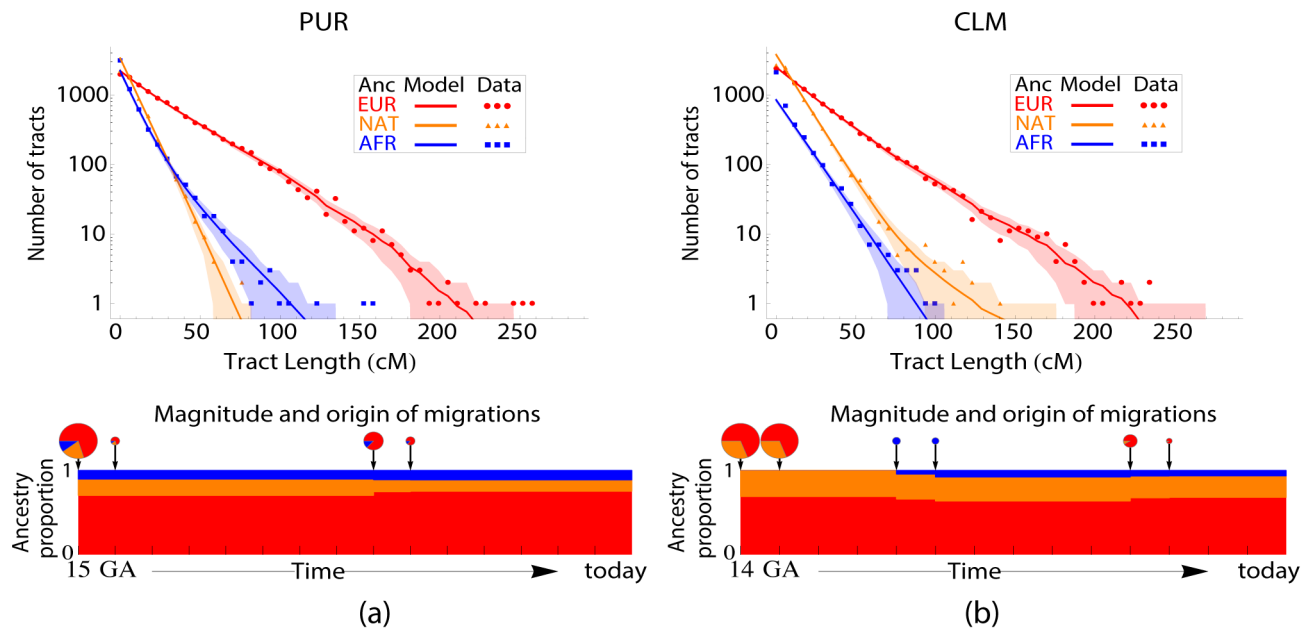 PUR
Number of tracts
1000
100
10
1
Anc Model Data
EUR
NAT
AFR
0 50 100 150 200 250
Tract Length (cM)
Magnitude and origin of migrations
Ancestry
proportion
1
0
15 GA Time today
(a)
CLM
Number of tracts
1000
100
10
1
Anc Model Data
EUR
NAT
AFR
0 50 100 150 200 250
Tract Length (cM)
Magnitude and origin of migrations
Ancestry
proportion
1
0
14 GA Time today
(b)